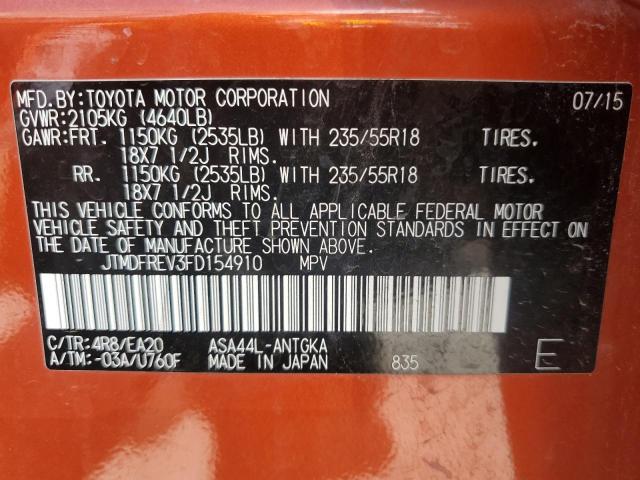 MFD.BY:TOYOTA MOTOR CORPORATION 07/15
GVWR:2105KG (4640LB)
GAWR:FRT. 1150KG (2535LB) WITH 235/55R18 TIRES.
18X7 1/2J RIMS.
RR. 1150KG (2535LB) WITH 235/55R18 TIRES.
18X7 1/2J RIMS.
THIS VEHICLE CONFORMS TO ALL APPLICABLE FEDERAL MOTOR
VEHICLE SAFETY AND THEFT PREVENTION STANDARDS IN EFFECT ON
THE DATE OF MANUFACTURE SHOWN ABOVE.
JTMDFREV3FD154910 MPV
C/TR:4R8/EA20 ASA44L-ANTGKA
A/TM:-03A/U760F MADE IN JAPAN 835 E